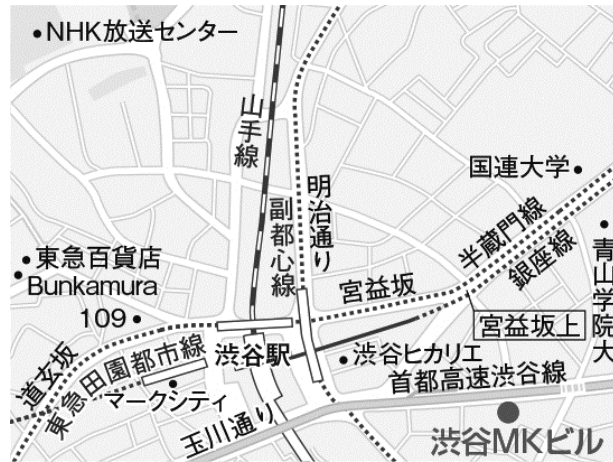 NHK放送センター
山手線
明治通り
副都心線
国連大学
半蔵門線
銀座線
青山学院大
東急百貨店
Bunkamura
109
宮益坂
宮益坂上
道玄坂
東急田園都市線
渋谷駅
渋谷ヒカリエ
マークシティ
首都高速渋谷線
玉川通り
渋谷MKビル